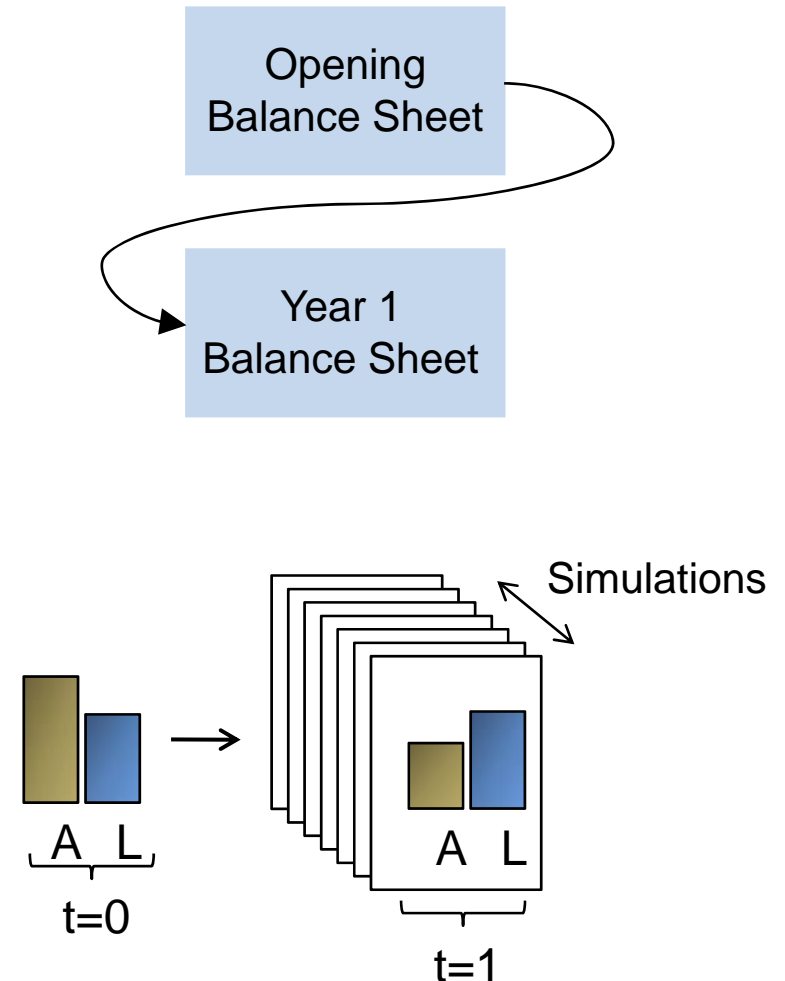 Opening
Balance Sheet
Year 1
Balance Sheet
Simulations
A L
t=0
A L
t=1